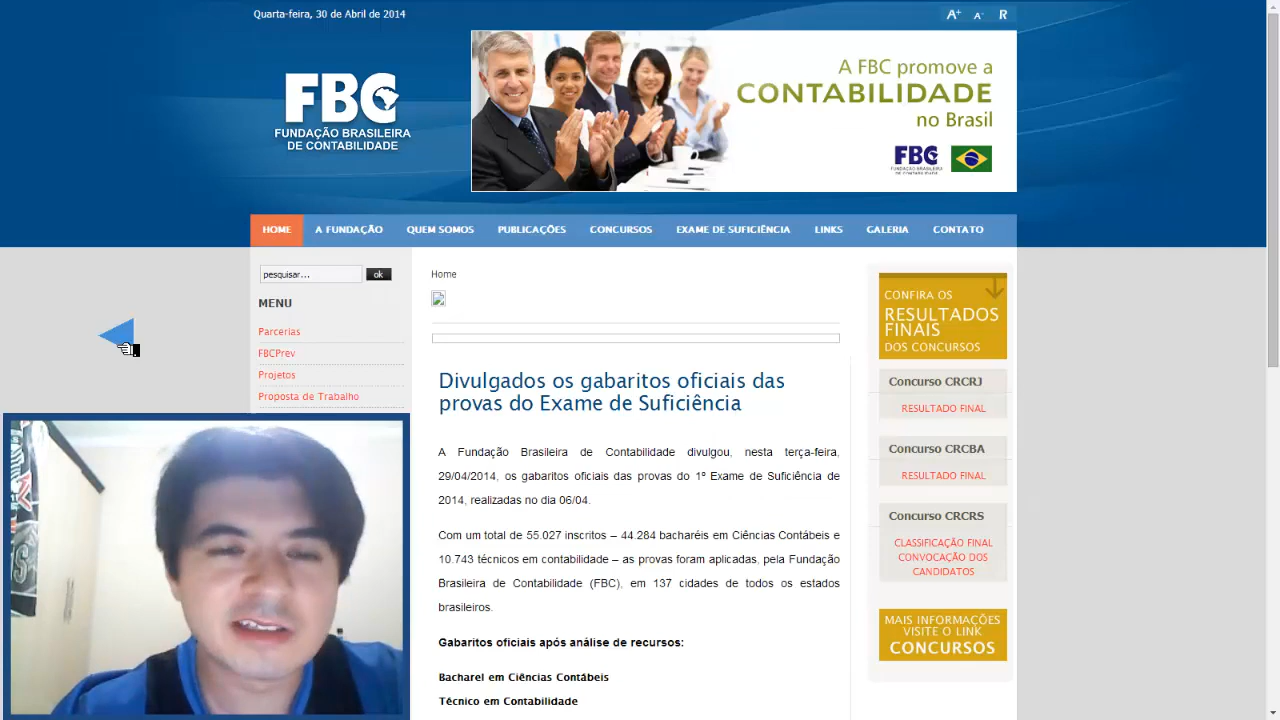 Quarta-feira, 30 de Abril de 2014
A+ A- R
FBC
FUNDAÇÃO BRASILEIRA
DE CONTABILIDADE
A FBC promove a
CONTABILIDADE
no Brasil
FBC
FUNDAÇÃO BRASILEIRA
DE CONTABILIDADE
HOME A FUNDAÇÃO QUEM SOMOS PUBLICAÇÕES CONCURSOS EXAME DE SUFICIÊNCIA LINKS GALERIA CONTATO
pesquisar... ok
MENU
Parcerias
FBCPrev
Projetos
Proposta de Trabalho
Home
Divulgados os gabaritos oficiais das
provas do Exame de Suficiência
A Fundação Brasileira de Contabilidade divulgou, nesta terça-feira,
29/04/2014, os gabaritos oficiais das provas do 1º Exame de Suficiência de
2014, realizadas no dia 06/04.
Com um total de 55.027 inscritos – 44.284 bacharéis em Ciências Contábeis e
10.743 técnicos em contabilidade – as provas foram aplicadas, pela Fundação
Brasileira de Contabilidade (FBC), em 137 cidades de todos os estados
brasileiros.
Gabaritos oficiais após análise de recursos:
Bacharel em Ciências Contábeis
Técnico em Contabilidade
CONFIRA OS
RESULTADOS
FINAIS
DOS CONCURSOS
Concurso CRCRJ
RESULTADO FINAL
Concurso CRCBA
RESULTADO FINAL
Concurso CRCRS
CLASSIFICAÇÃO FINAL
CONVOCAÇÃO DOS
CANDIDATOS
MAIS INFORMAÇÕES
VISITE O LINK
CONCURSOS